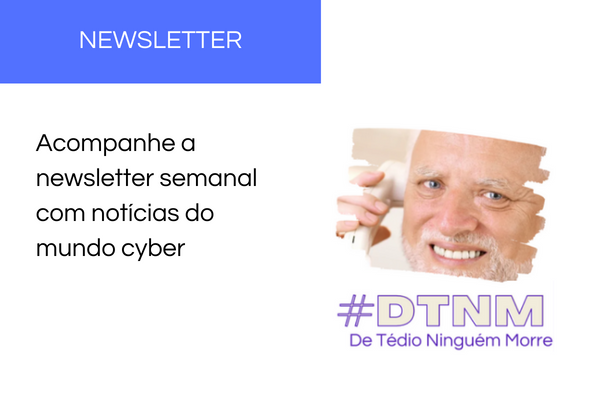 NEWSLETTER
Acompanhe a
newsletter semanal
com notícias do
mundo cyber
#DTNM
De Tédio Ninguém Morre